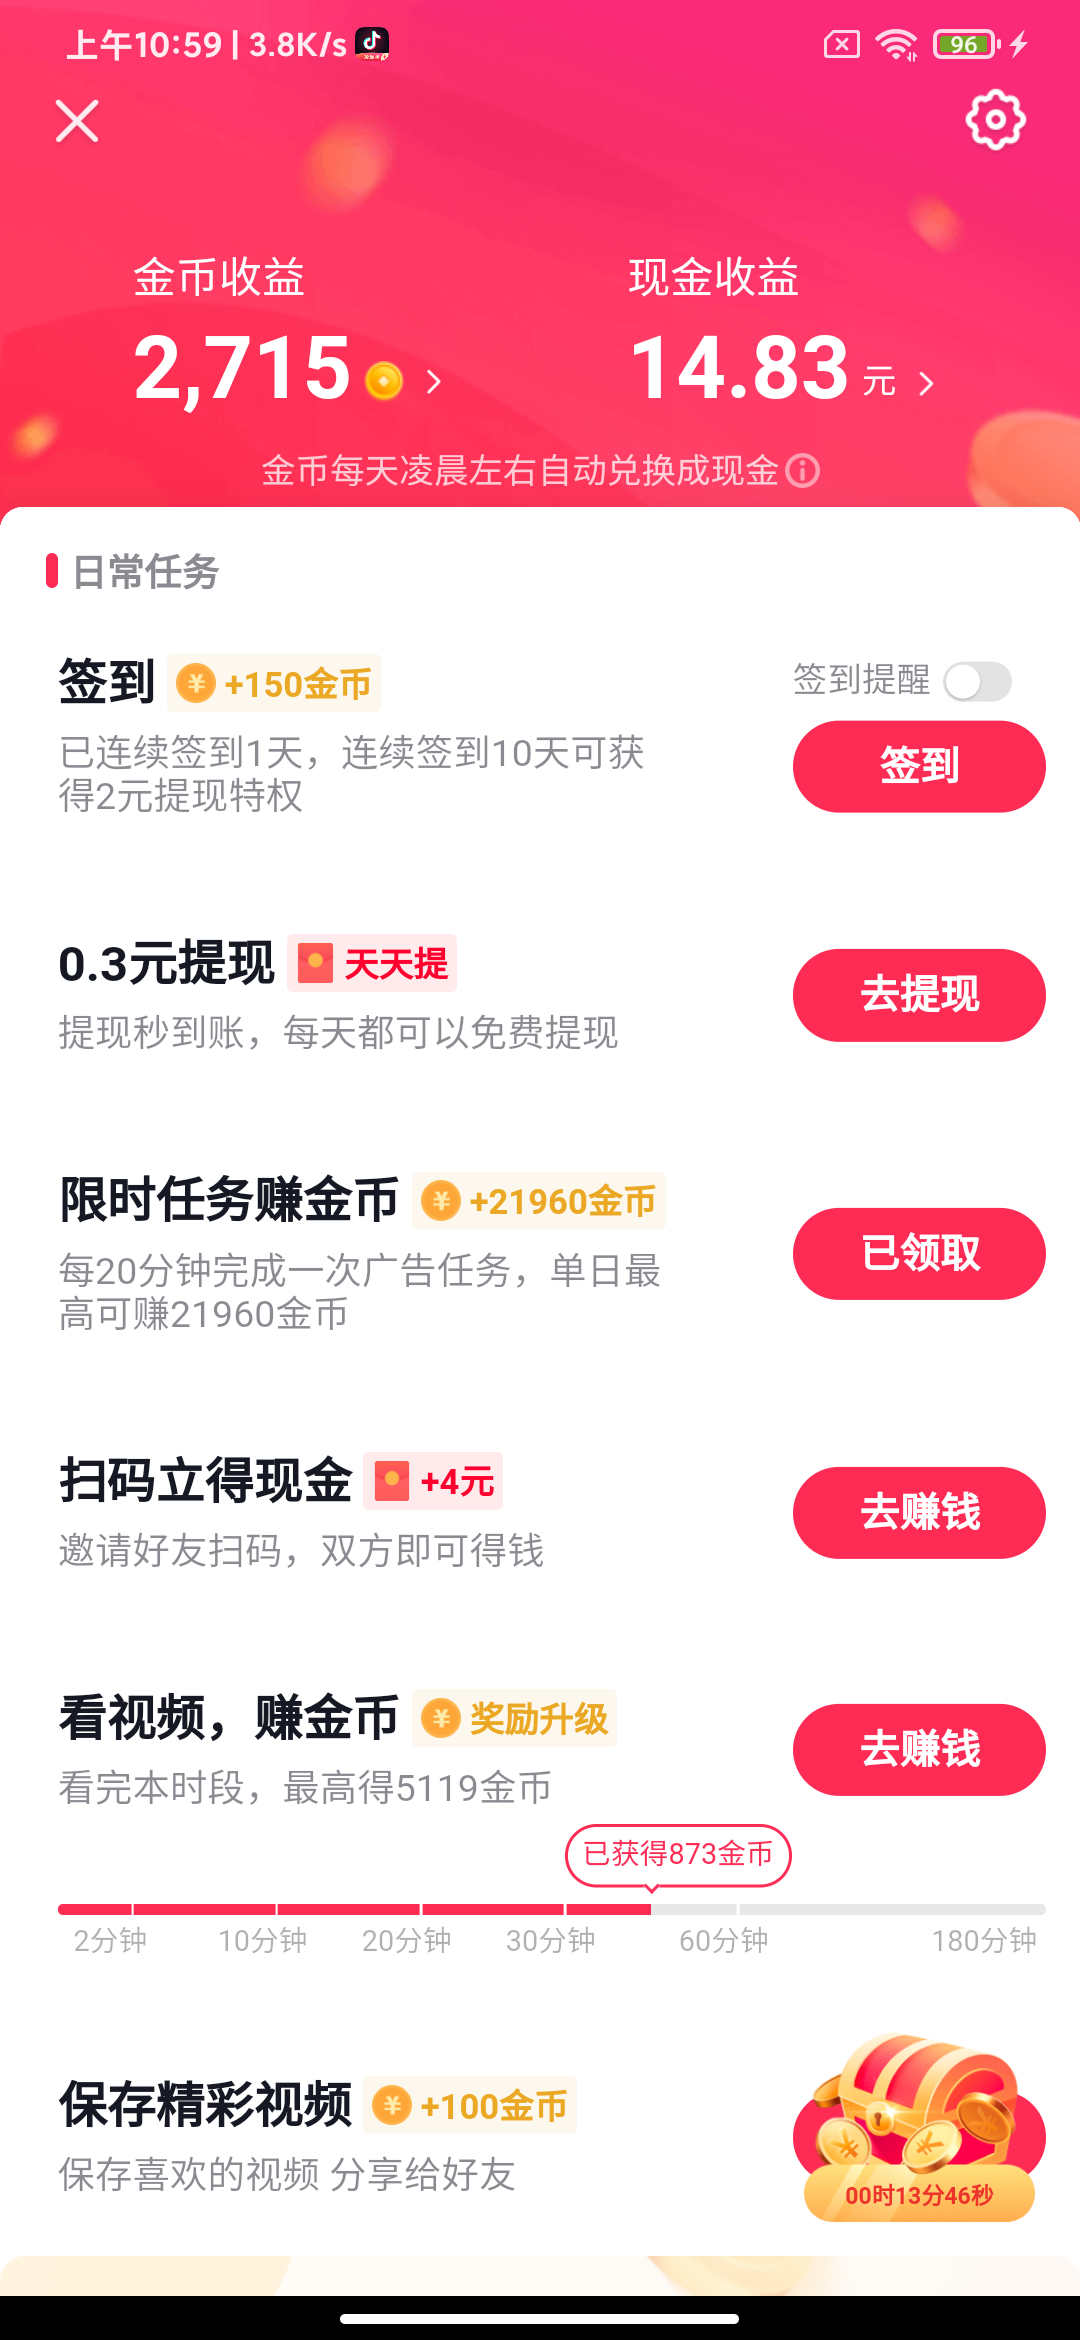 上午10:59 | 3.8K/s
96
金币收益
现金收益
2,715
14.83 元
金币每天凌晨左右自动兑换成现金
日常任务
签到 +150金币
签到提醒
已连续签到1天，连续签到10天可获
得2元提现特权
签到
0.3元提现 天天提
提现秒到账，每天都可以免费提现
去提现
限时任务赚金币 +21960金币
每20分钟完成一次广告任务，单日最
高可赚21960金币
已领取
扫码立得现金 +4元
邀请好友扫码，双方即可得钱
去赚钱
看视频，赚金币 奖励升级
看完本时段，最高得5119金币
去赚钱
已获得873金币
2分钟 10分钟 20分钟 30分钟 60分钟 180分钟
保存精彩视频 +100金币
保存喜欢的视频 分享给好友
00时13分46秒